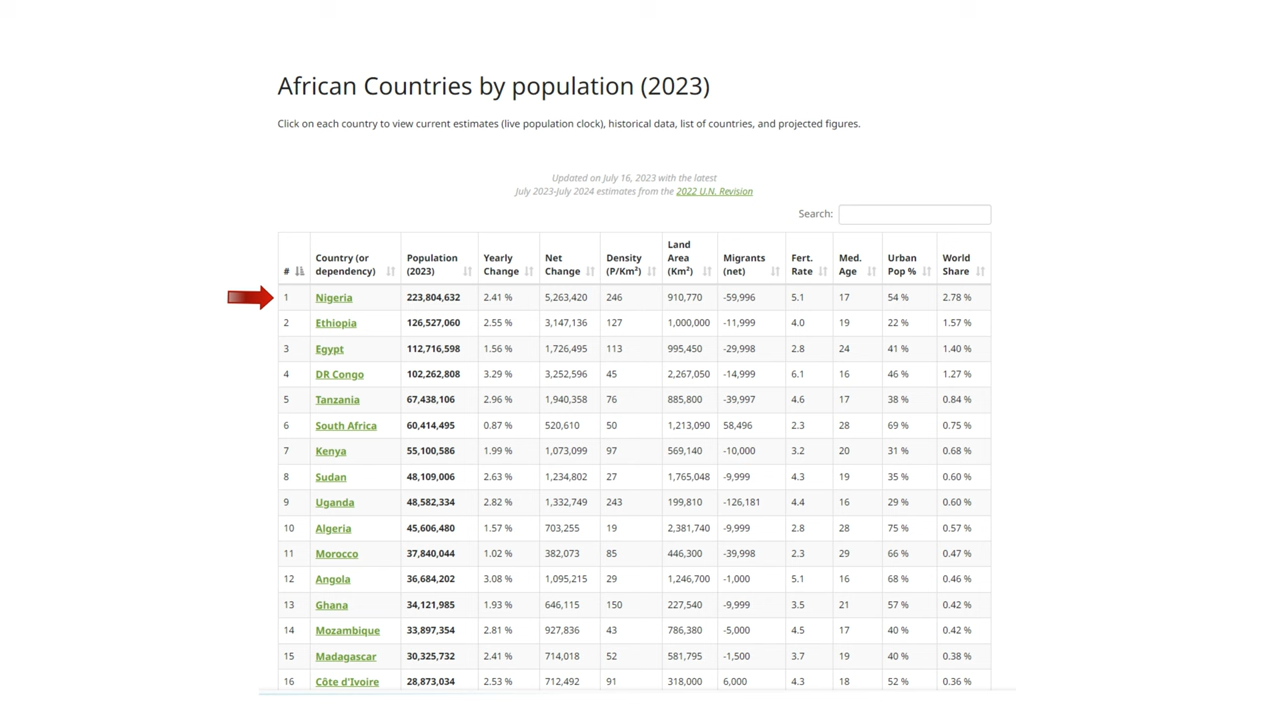 African Countries by population (2023)
Click on each country to view current estimates (live population clock), historical data, list of countries, and projected figures.
Updated on July 16, 2023 with the latest
July 2023-July 2024 estimates from the 2022 U.N. Revision
Search:
# Country (or dependency) Population (2023) Yearly Change Net Change Density (P/Km²) Land Area (Km²) Migrants (net) Fert. Rate Med. Age Urban Pop % World Share
1 Nigeria 223,804,632 2.41 % 5,263,420 246 910,770 -59,996 5.1 17 54 % 2.78 %
2 Ethiopia 126,527,060 2.55 % 3,147,136 127 1,000,000 -11,999 4.0 19 22 % 1.57 %
3 Egypt 112,716,598 1.56 % 1,726,495 113 995,450 -29,998 2.8 24 41 % 1.40 %
4 DR Congo 102,262,808 3.29 % 3,252,596 45 2,267,050 -14,999 6.1 16 46 % 1.27 %
5 Tanzania 67,438,106 2.96 % 1,940,358 76 885,800 -39,997 4.6 17 38 % 0.84 %
6 South Africa 60,414,495 0.87 % 520,610 50 1,213,090 58,496 2.3 28 69 % 0.75 %
7 Kenya 55,100,586 1.99 % 1,073,099 97 569,140 -10,000 3.2 20 31 % 0.68 %
8 Sudan 48,109,006 2.63 % 1,234,802 27 1,765,048 -9,999 4.3 19 35 % 0.60 %
9 Uganda 48,582,334 2.82 % 1,332,749 243 199,810 -126,181 4.4 16 29 % 0.60 %
10 Algeria 45,606,480 1.57 % 703,255 19 2,381,740 -9,999 2.8 28 75 % 0.57 %
11 Morocco 37,840,044 1.02 % 382,073 85 446,300 -39,998 2.3 29 66 % 0.47 %
12 Angola 36,684,202 3.08 % 1,095,215 29 1,246,700 -1,000 5.1 16 68 % 0.46 %
13 Ghana 34,121,985 1.93 % 646,115 150 227,540 -9,999 3.5 21 57 % 0.42 %
14 Mozambique 33,897,354 2.81 % 927,836 43 786,380 -5,000 4.5 17 40 % 0.42 %
15 Madagascar 30,325,732 2.41 % 714,018 52 581,795 -1,500 3.7 19 40 % 0.38 %
16 Côte d'Ivoire 28,873,034 2.53 % 712,492 91 318,000 6,000 4.3 18 52 % 0.36 %